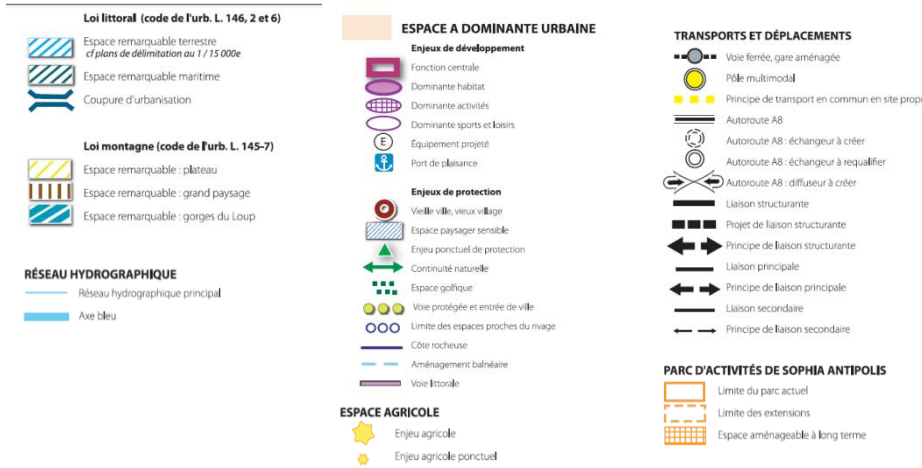 Loi littoral (code de l'urb. L. 146, 2 et 6)
Espace remarquable terrestre
cf plans de délimitation au 1 / 15 000e
Espace remarquable maritime
Coupure d'urbanisation
Loi montagne (code de l'urb. L. 145-7)
Espace remarquable : plateau
Espace remarquable : grand paysage
Espace remarquable : gorges du Loup
RÉSEAU HYDROGRAPHIQUE
Réseau hydrographique principal
Axe bleu
ESPACE A DOMINANTE URBAINE
Enjeux de développement
Fonction centrale
Dominante habitat
Dominante activités
Dominante sports et loisirs
E Équipement projeté
Port de plaisance
Enjeux de protection
Vieille ville, vieux village
Espace paysager sensible
Enjeu ponctuel de protection
Continuité naturelle
Espace golfique
Voie protégée et entrée de ville
Limite des espaces proches du rivage
Côte rocheuse
Aménagement balnéaire
Voie littorale
ESPACE AGRICOLE
Enjeu agricole
Enjeu agricole ponctuel
TRANSPORTS ET DÉPLACEMENTS
Voie ferrée, gare aménagée
Pôle multimodal
Principe de transport en commun en site prop
Autoroute A8
Autoroute A8 : échangeur à créer
Autoroute A8 : échangeur à requalifier
Autoroute A8 : diffuseur à créer
Liaison structurante
Projet de liaison structurante
Principe de liaison structurante
Liaison principale
Principe de liaison principale
Liaison secondaire
Principe de liaison secondaire
PARC D'ACTIVITÉS DE SOPHIA ANTIPOLIS
Limite du parc actuel
Limite des extensions
Espace aménageable à long terme